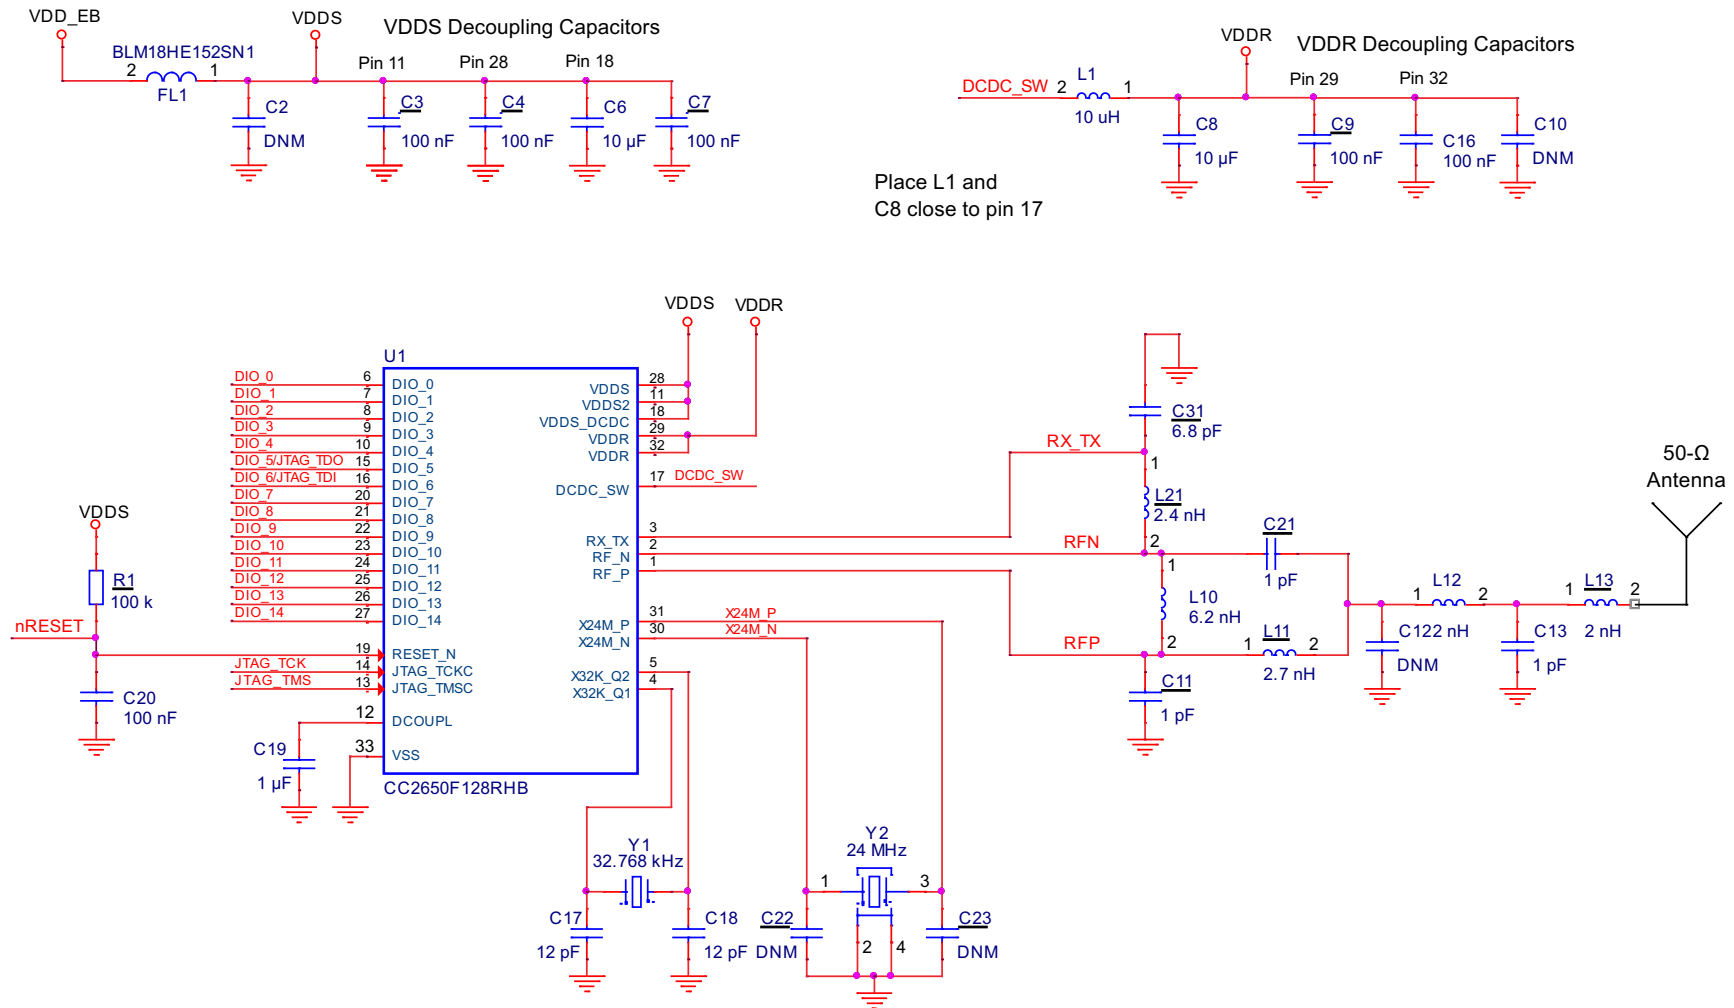 VDD_EB
VDDS
VDDS Decoupling Capacitors
BLM18HE152SN1
2
1
FL1
Pin 11
Pin 28
Pin 18
C2
DNM
C3
100 nF
C4
100 nF
C6
10 µF
C7
100 nF
VDDR
VDDR Decoupling Capacitors
DCDC_SW
2
L1
1
10 uH
Pin 29
Pin 32
C8
10 µF
C9
100 nF
C16
100 nF
C10
DNM
Place L1 and
C8 close to pin 17
VDDS
VDDR
U1
DIO_0 6 DIO_0
DIO_1 7 DIO_1
DIO_2 8 DIO_2
DIO_3 9 DIO_3
DIO_4 10 DIO_4
DIO_5/JTAG_TDO 15 DIO_5
DIO_6/JTAG_TDI 16 DIO_6
DIO_7 20 DIO_7
DIO_8 21 DIO_8
DIO_9 22 DIO_9
DIO_10 23 DIO_10
DIO_11 24 DIO_11
DIO_12 25 DIO_12
DIO_13 26 DIO_13
DIO_14 27 DIO_14
19 RESET_N
JTAG_TCK 14 JTAG_TCKC
JTAG_TMS 13 JTAG_TMSC
12 DCOUPL
33 VSS
VDDS 28
VDDS2 11
VDDS_DCDC 18
VDDR 29
VDDR 32
DCDC_SW 17 DCDC_SW
RX_TX 3
RF_N 2
RF_P 1
X24M_P 31 X24M_P
X24M_N 30 X24M_N
X32K_Q2 5
X32K_Q1 4
CC2650F128RHB
VDDS
R1
100 k
nRESET
C20
100 nF
C19
1 µF
Y1
32.768 kHz
C17
12 pF
C18
12 pF
Y2
24 MHz
1
3
C22
DNM
2
4
C23
DNM
RX_TX
C31
6.8 pF
1
L21
2.4 nH
2
RFN
C21
1 pF
1
L10
6.2 nH
2
RFP
1
L11
2
2.7 nH
C11
1 pF
1
L12
2
C122 nH
DNM
C13
1 pF
1
L13
2
2 nH
50-Ω
Antenna